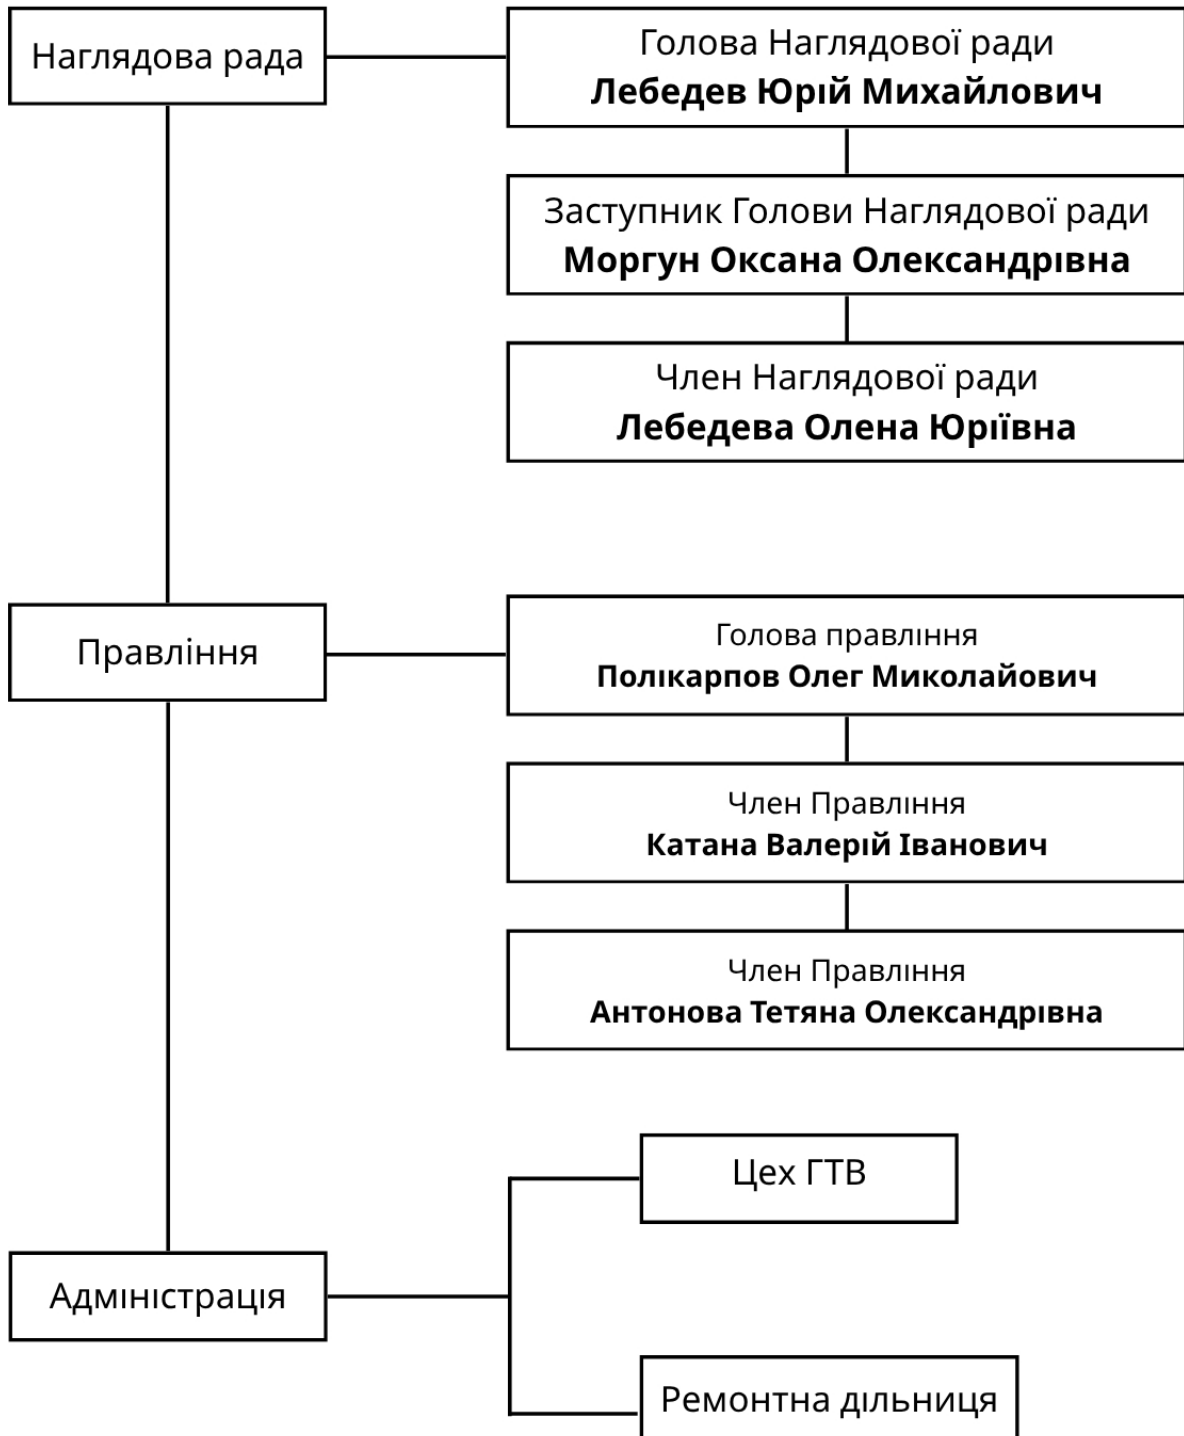 Наглядова рада
Голова Наглядової ради
Лебедев Юрій Михайлович
Заступник Голови Наглядової ради
Моргун Оксана Олександрівна
Член Наглядової ради
Лебедева Олена Юріївна
Правління
Голова правління
Полікарпов Олег Миколайович
Член Правління
Катана Валерій Іванович
Член Правління
Антонова Тетяна Олександрівна
Цех ГТВ
Адміністрація
Ремонтна дільниця